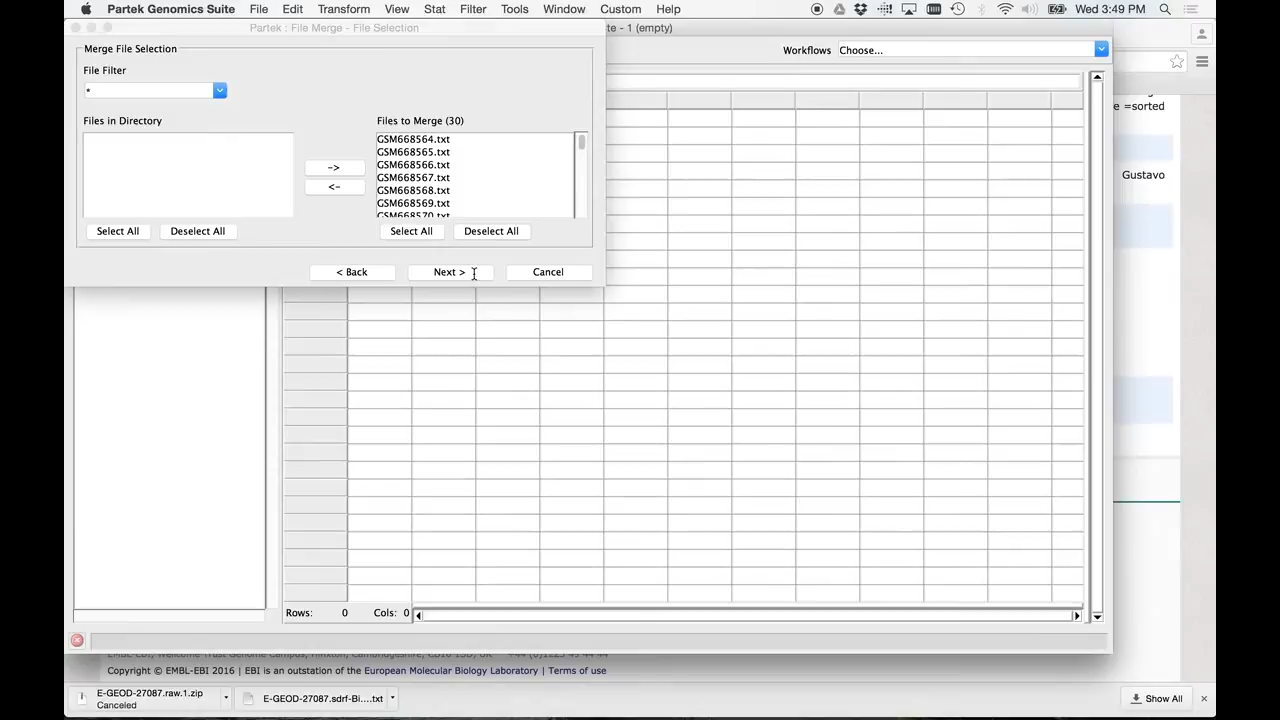 Partek Genomics Suite File Edit Transform View Stat Filter Tools Window Custom Help Wed 3:49 PM
Partek : File Merge - File Selection
te - 1 (empty)
Merge File Selection
Workflows Choose...
File Filter
*
e =sorted
Files in Directory
Files to Merge (30)
GSM668564.txt
GSM668565.txt
GSM668566.txt
GSM668567.txt
GSM668568.txt
GSM668569.txt
GSM668570.txt
->
<-
Gustavo
Select All Deselect All Select All Deselect All
< Back Next > Cancel
Rows: 0 Cols: 0
Copyright © EMBL-EBI 2016 | EBI is an outstation of the European Molecular Biology Laboratory | Terms of use
E-GEOD-27087.raw.1.zip
Canceled
E-GEOD-27087.sdrf-Bi....txt
Show All